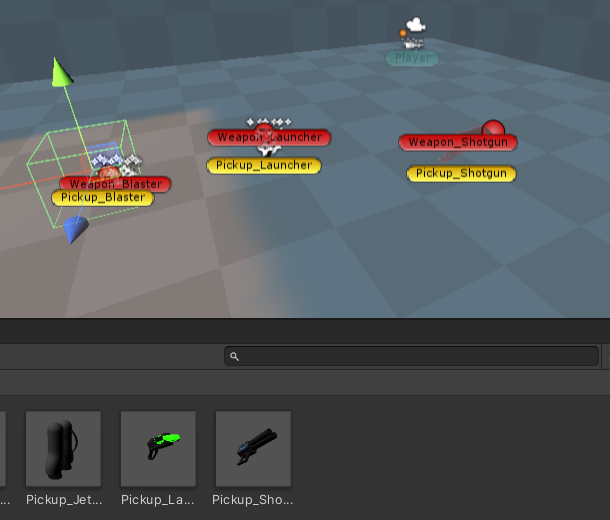 Player
Weapon_Launcher
Weapon_Shotgun
Pickup_Launcher
Pickup_Shotgun
Weapon_Blaster
Pickup_Blaster
...
Pickup_Jet...
Pickup_La...
Pickup_Sho...